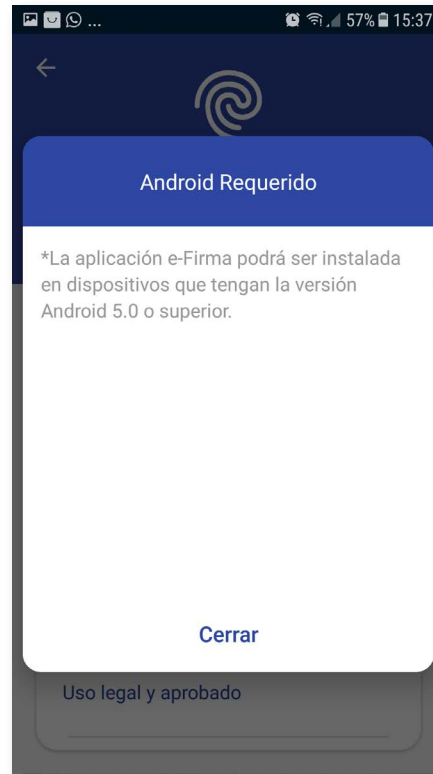 ... 57% 15:37
Android Requerido
*La aplicación e-Firma podrá ser instalada
en dispositivos que tengan la versión
Android 5.0 o superior.
Cerrar
Uso legal y aprobado